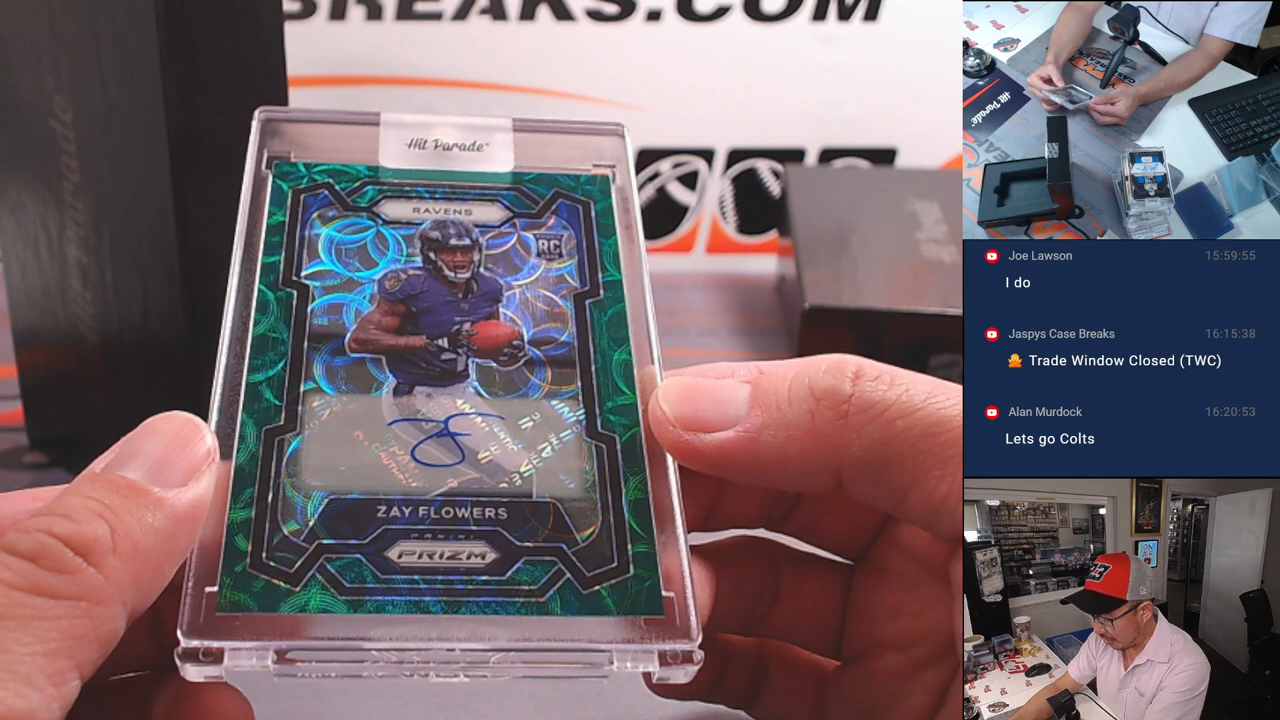 BREAKS.COM
Hit Parade
RAVENS
RC
ZAY FLOWERS
PANINI
PRIZM
Joe Lawson 15:59:55
I do
Jaspys Case Breaks 16:15:38
Trade Window Closed (TWC)
Alan Murdock 16:20:53
Lets go Colts
Hit Parade
23